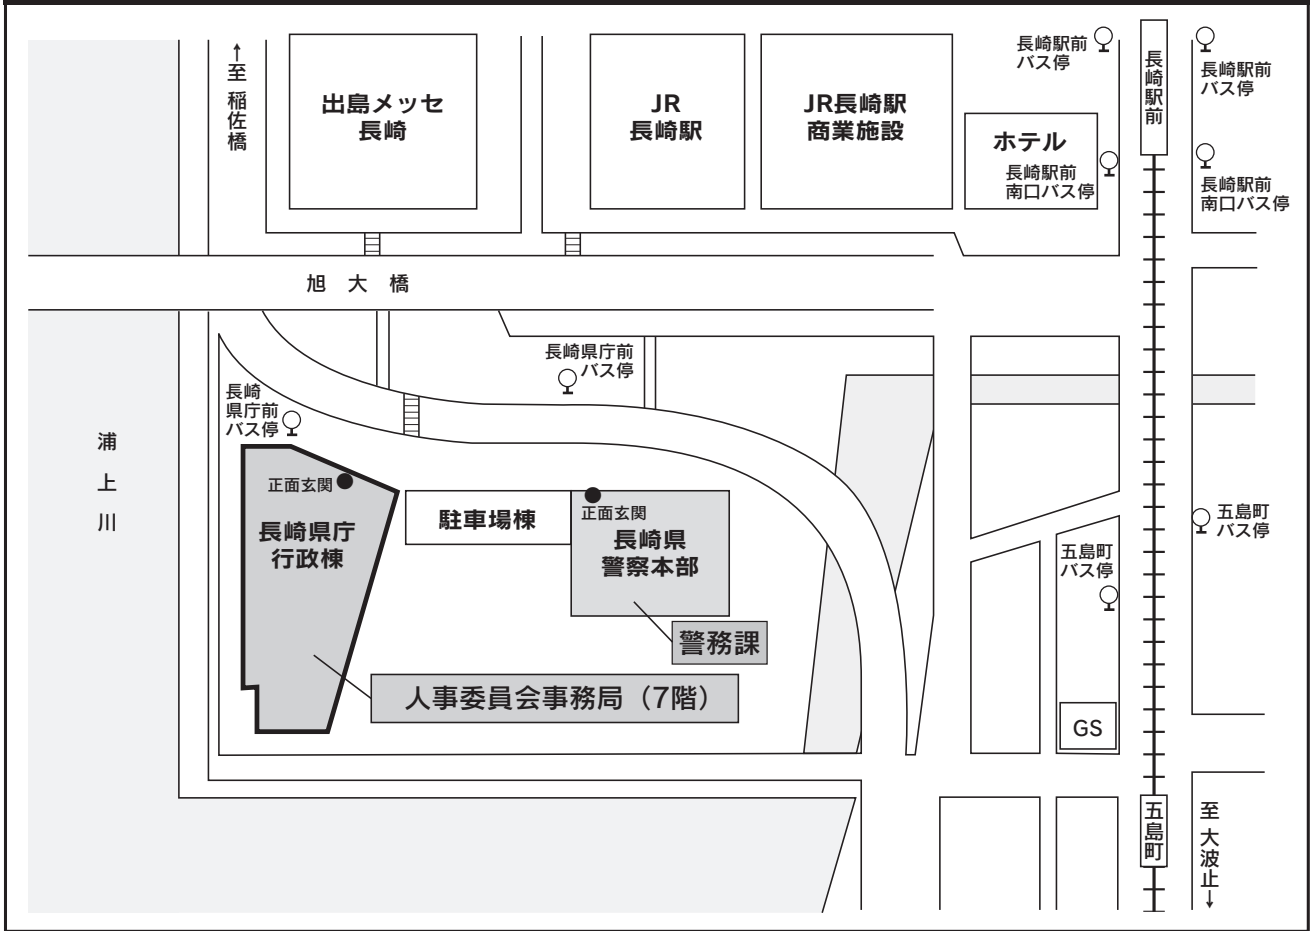 ↑至 稲佐橋
出島メッセ
長崎
JR
長崎駅
JR長崎駅
商業施設
長崎駅前
バス停
ホテル
長崎駅前
南口バス停
長崎駅前
長崎駅前
バス停
長崎駅前
南口バス停
旭大橋
長崎県庁前
バス停
長崎
県庁前
バス停
浦上川
正面玄関
長崎県庁
行政棟
駐車場棟
正面玄関
長崎県
警察本部
警務課
人事委員会事務局（7階）
五島町
バス停
五島町
バス停
GS
五島町
至 大波止↓